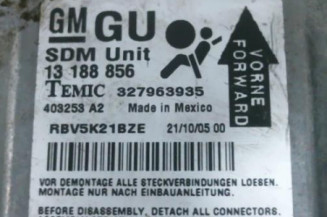 GM GU
SDM Unit
13 188 856
TEMIC 327963935
403253 A2 Made in Mexico
RBV5K21BZE 21/10/05 00
VORNE
FORWARD
VOR DEMONTAGE ALLE STECKVERBINDUNGEN LOESEN.
MONTAGE NUR NACH EINBAUANLEITUNG.
BEFORE DISASSEMBLY, DETACH ALL CONNECTORS.